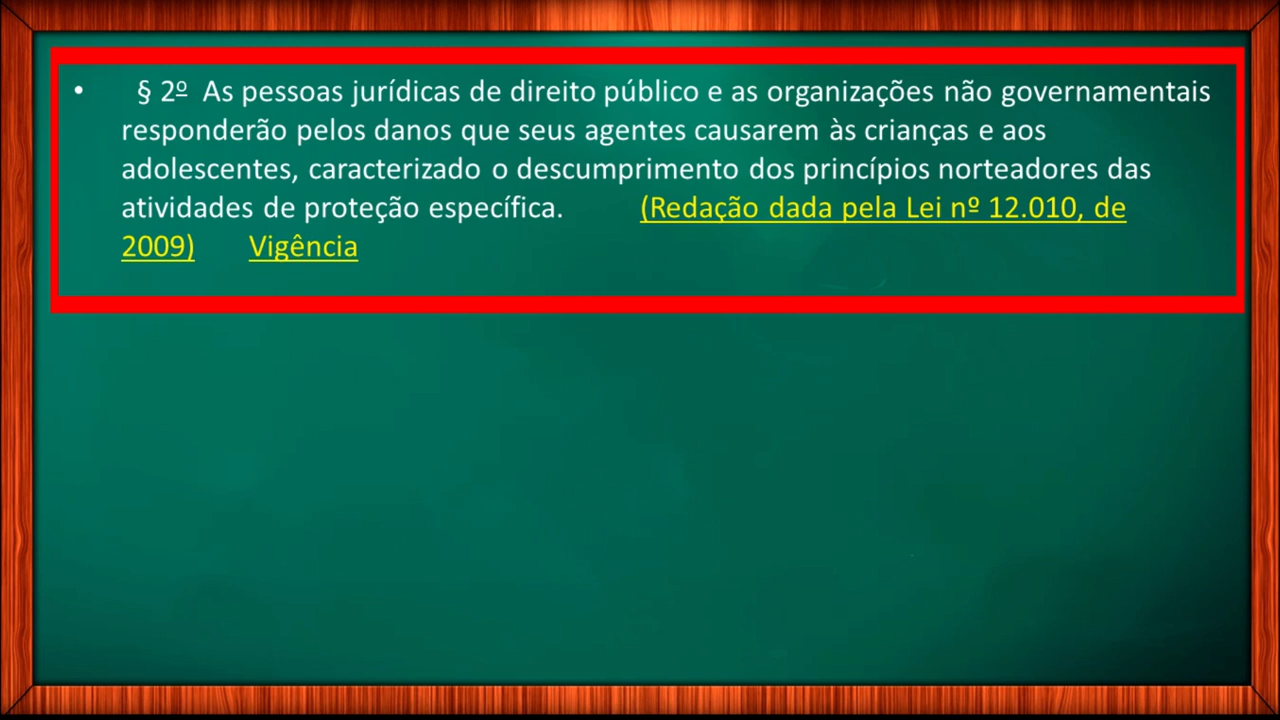 • § 2º As pessoas jurídicas de direito público e as organizações não governamentais
responderão pelos danos que seus agentes causarem às crianças e aos
adolescentes, caracterizado o descumprimento dos princípios norteadores das
atividades de proteção específica. (Redação dada pela Lei nº 12.010, de
2009) Vigência